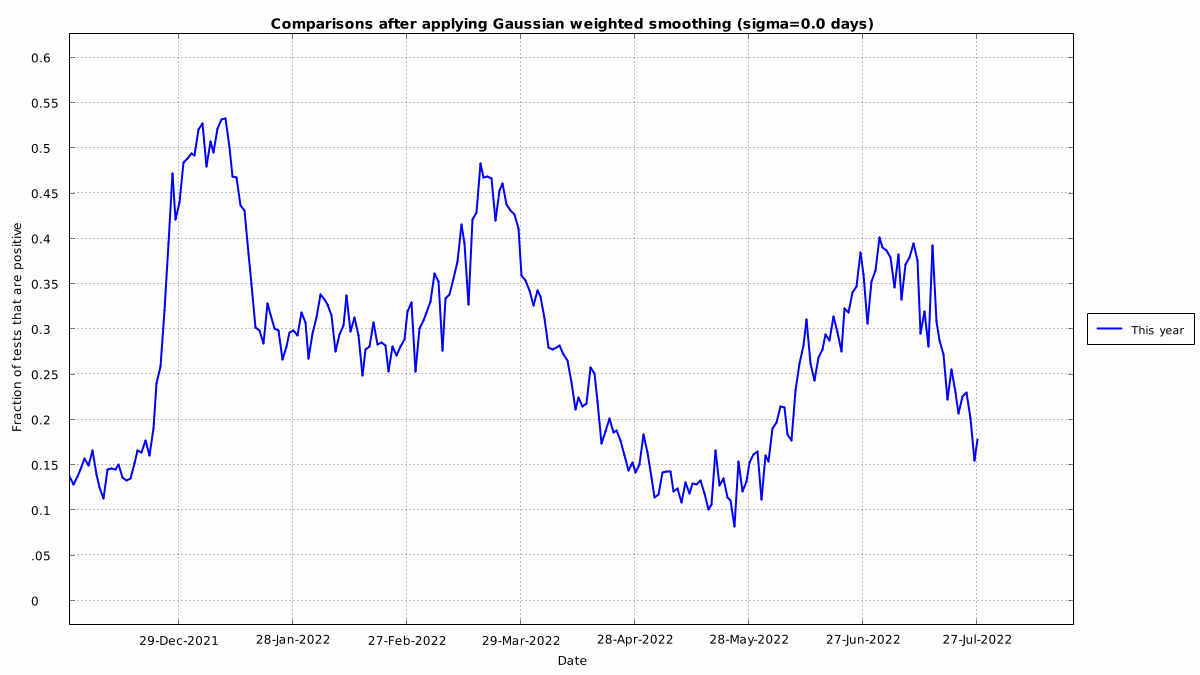 Comparisons after applying Gaussian weighted smoothing (sigma=0.0 days)
0.6
0.55
0.5
0.45
0.4
0.35
0.3
0.25
0.2
0.15
0.1
.05
0
Fraction of tests that are positive
This year
29-Dec-2021 28-Jan-2022 27-Feb-2022 29-Mar-2022 28-Apr-2022 28-May-2022 27-Jun-2022 27-Jul-2022
Date